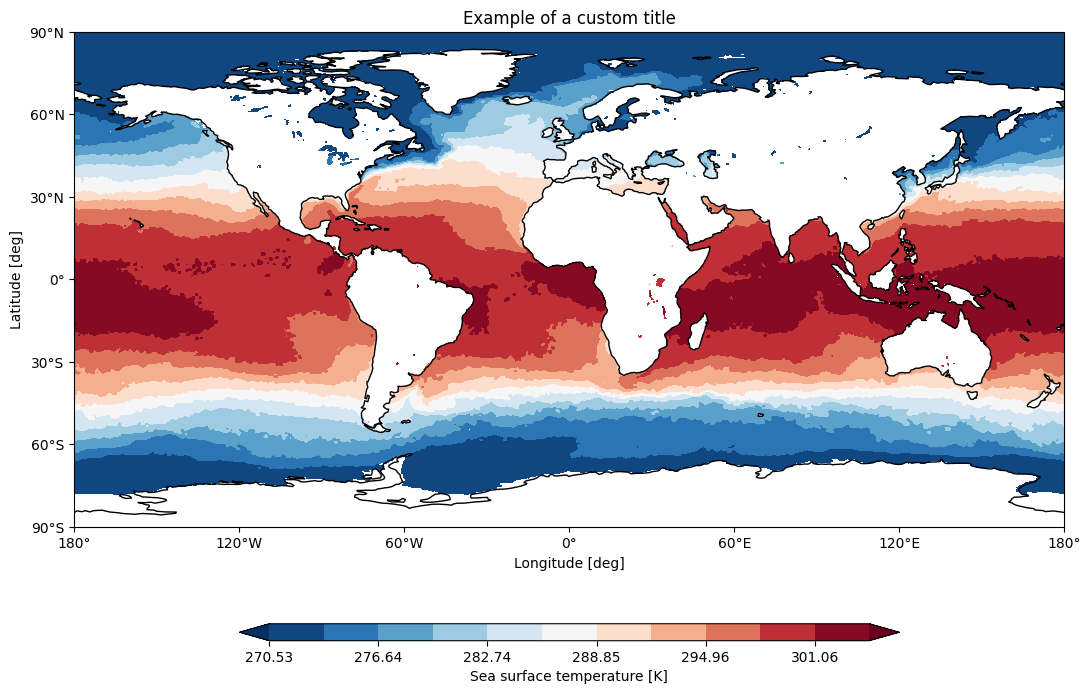 Example of a custom title
90°N
60°N
30°N
0°
30°S
60°S
90°S
Latitude [deg]
180° 120°W 60°W 0° 60°E 120°E 180°
Longitude [deg]
270.53 276.64 282.74 288.85 294.96 301.06
Sea surface temperature [K]